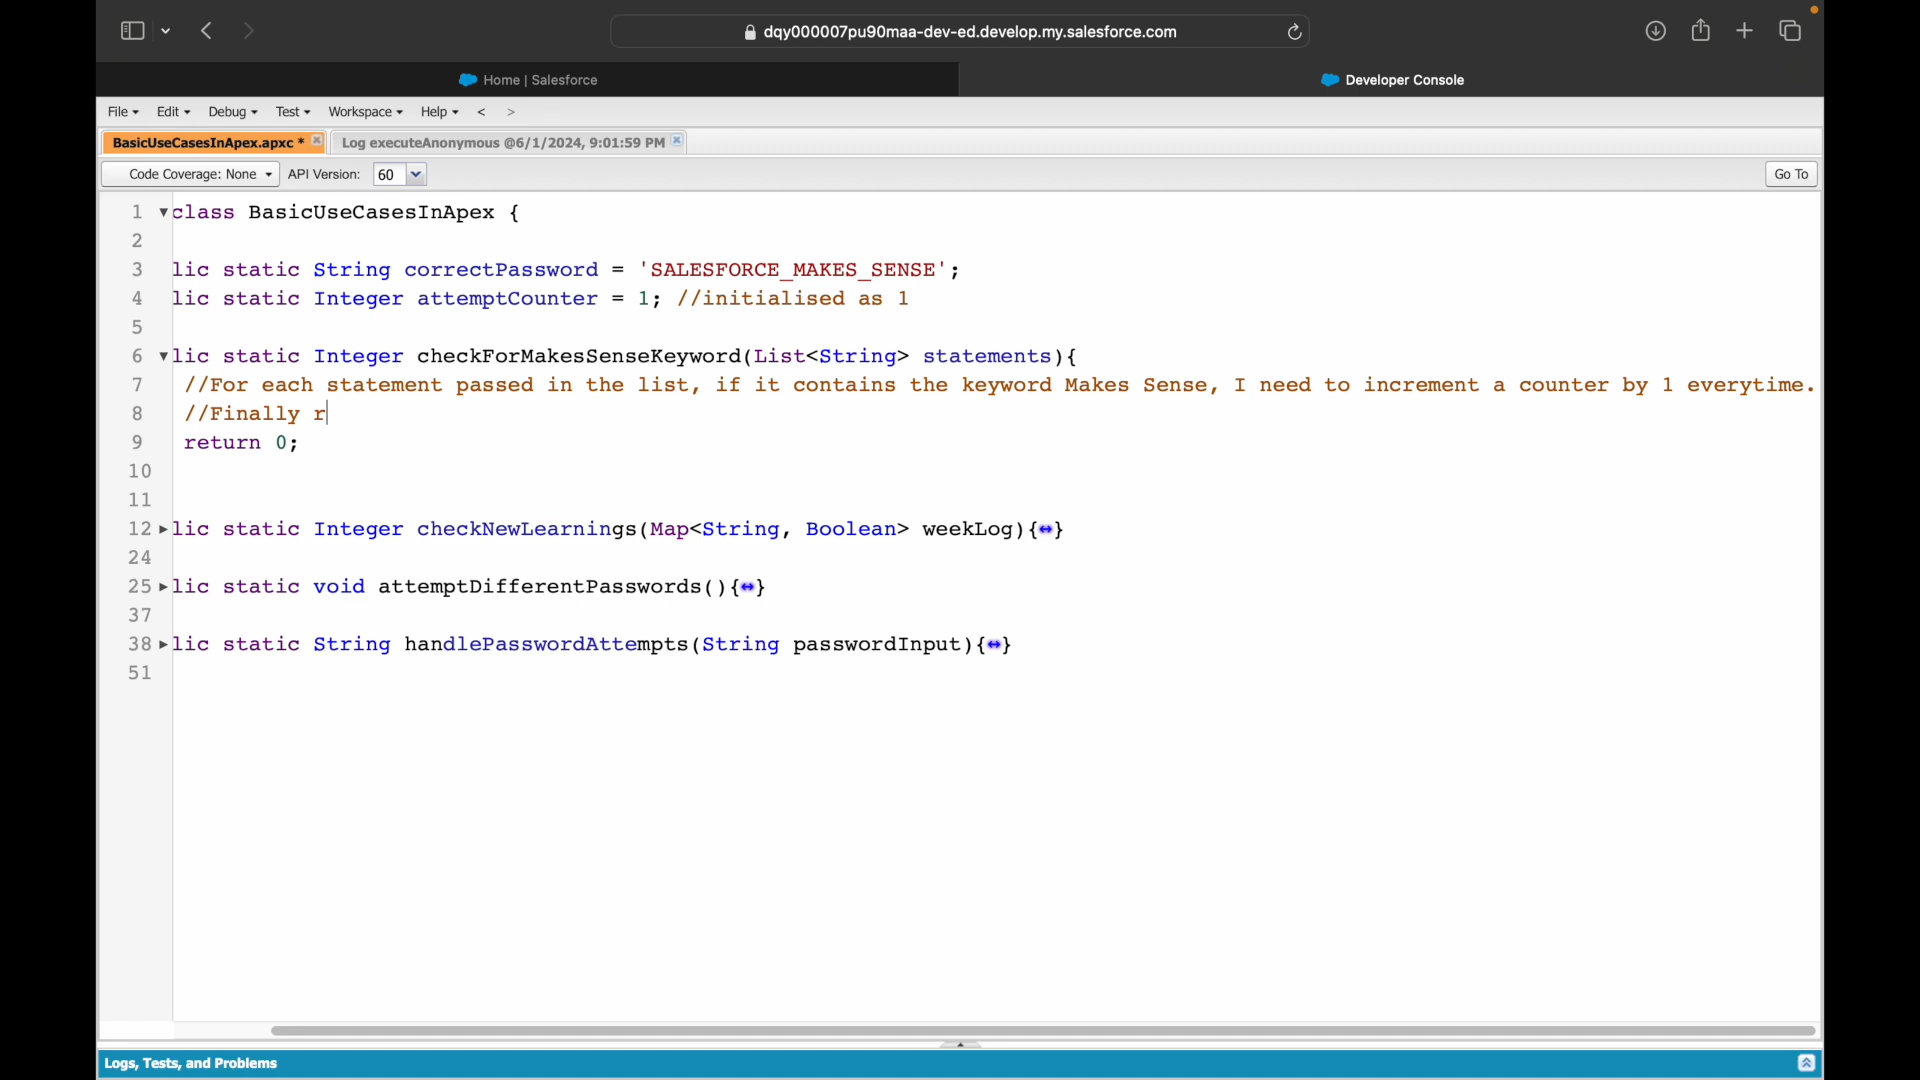 dqy000007pu90maa-dev-ed.develop.my.salesforce.com
Home | Salesforce
Developer Console
File Edit Debug Test Workspace Help < >
BasicUseCasesInApex.apxc *
Log executeAnonymous @6/1/2024, 9:01:59 PM
Code Coverage: None API Version: 60 Go To
1 class BasicUseCasesInApex {
2
3 lic static String correctPassword = 'SALESFORCE_MAKES_SENSE';
4 lic static Integer attemptCounter = 1; //initialised as 1
5
6 lic static Integer checkForMakesSenseKeyword(List<String> statements){
7 //For each statement passed in the list, if it contains the keyword Makes Sense, I need to increment a counter by 1 everytime.
8 //Finally r
9 return 0;
10
11
12 lic static Integer checkNewLearnings(Map<String, Boolean> weekLog){↔}
24
25 lic static void attemptDifferentPasswords(){↔}
37
38 lic static String handlePasswordAttempts(String passwordInput){↔}
51
Logs, Tests, and Problems